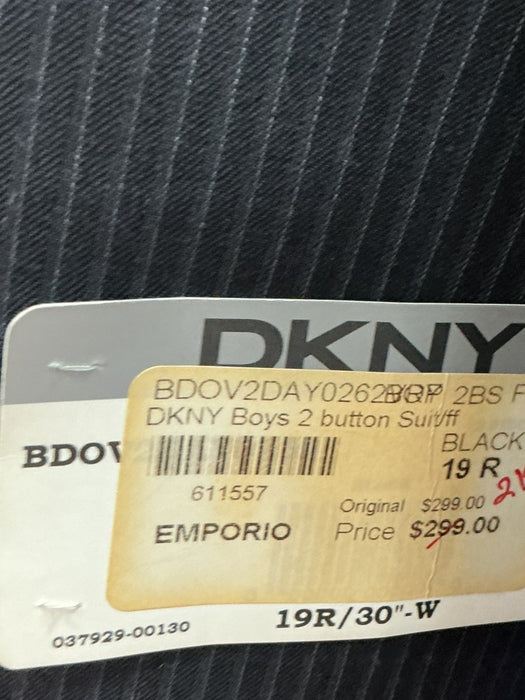 DKNY
BDOV2DAY0262 2BS F
DKNY Boys 2 button Suit/ff
BDOV
BLACK
19 R
611557
Original $299.00
EMPORIO Price $299.00
19R/30"-W
037929-00130